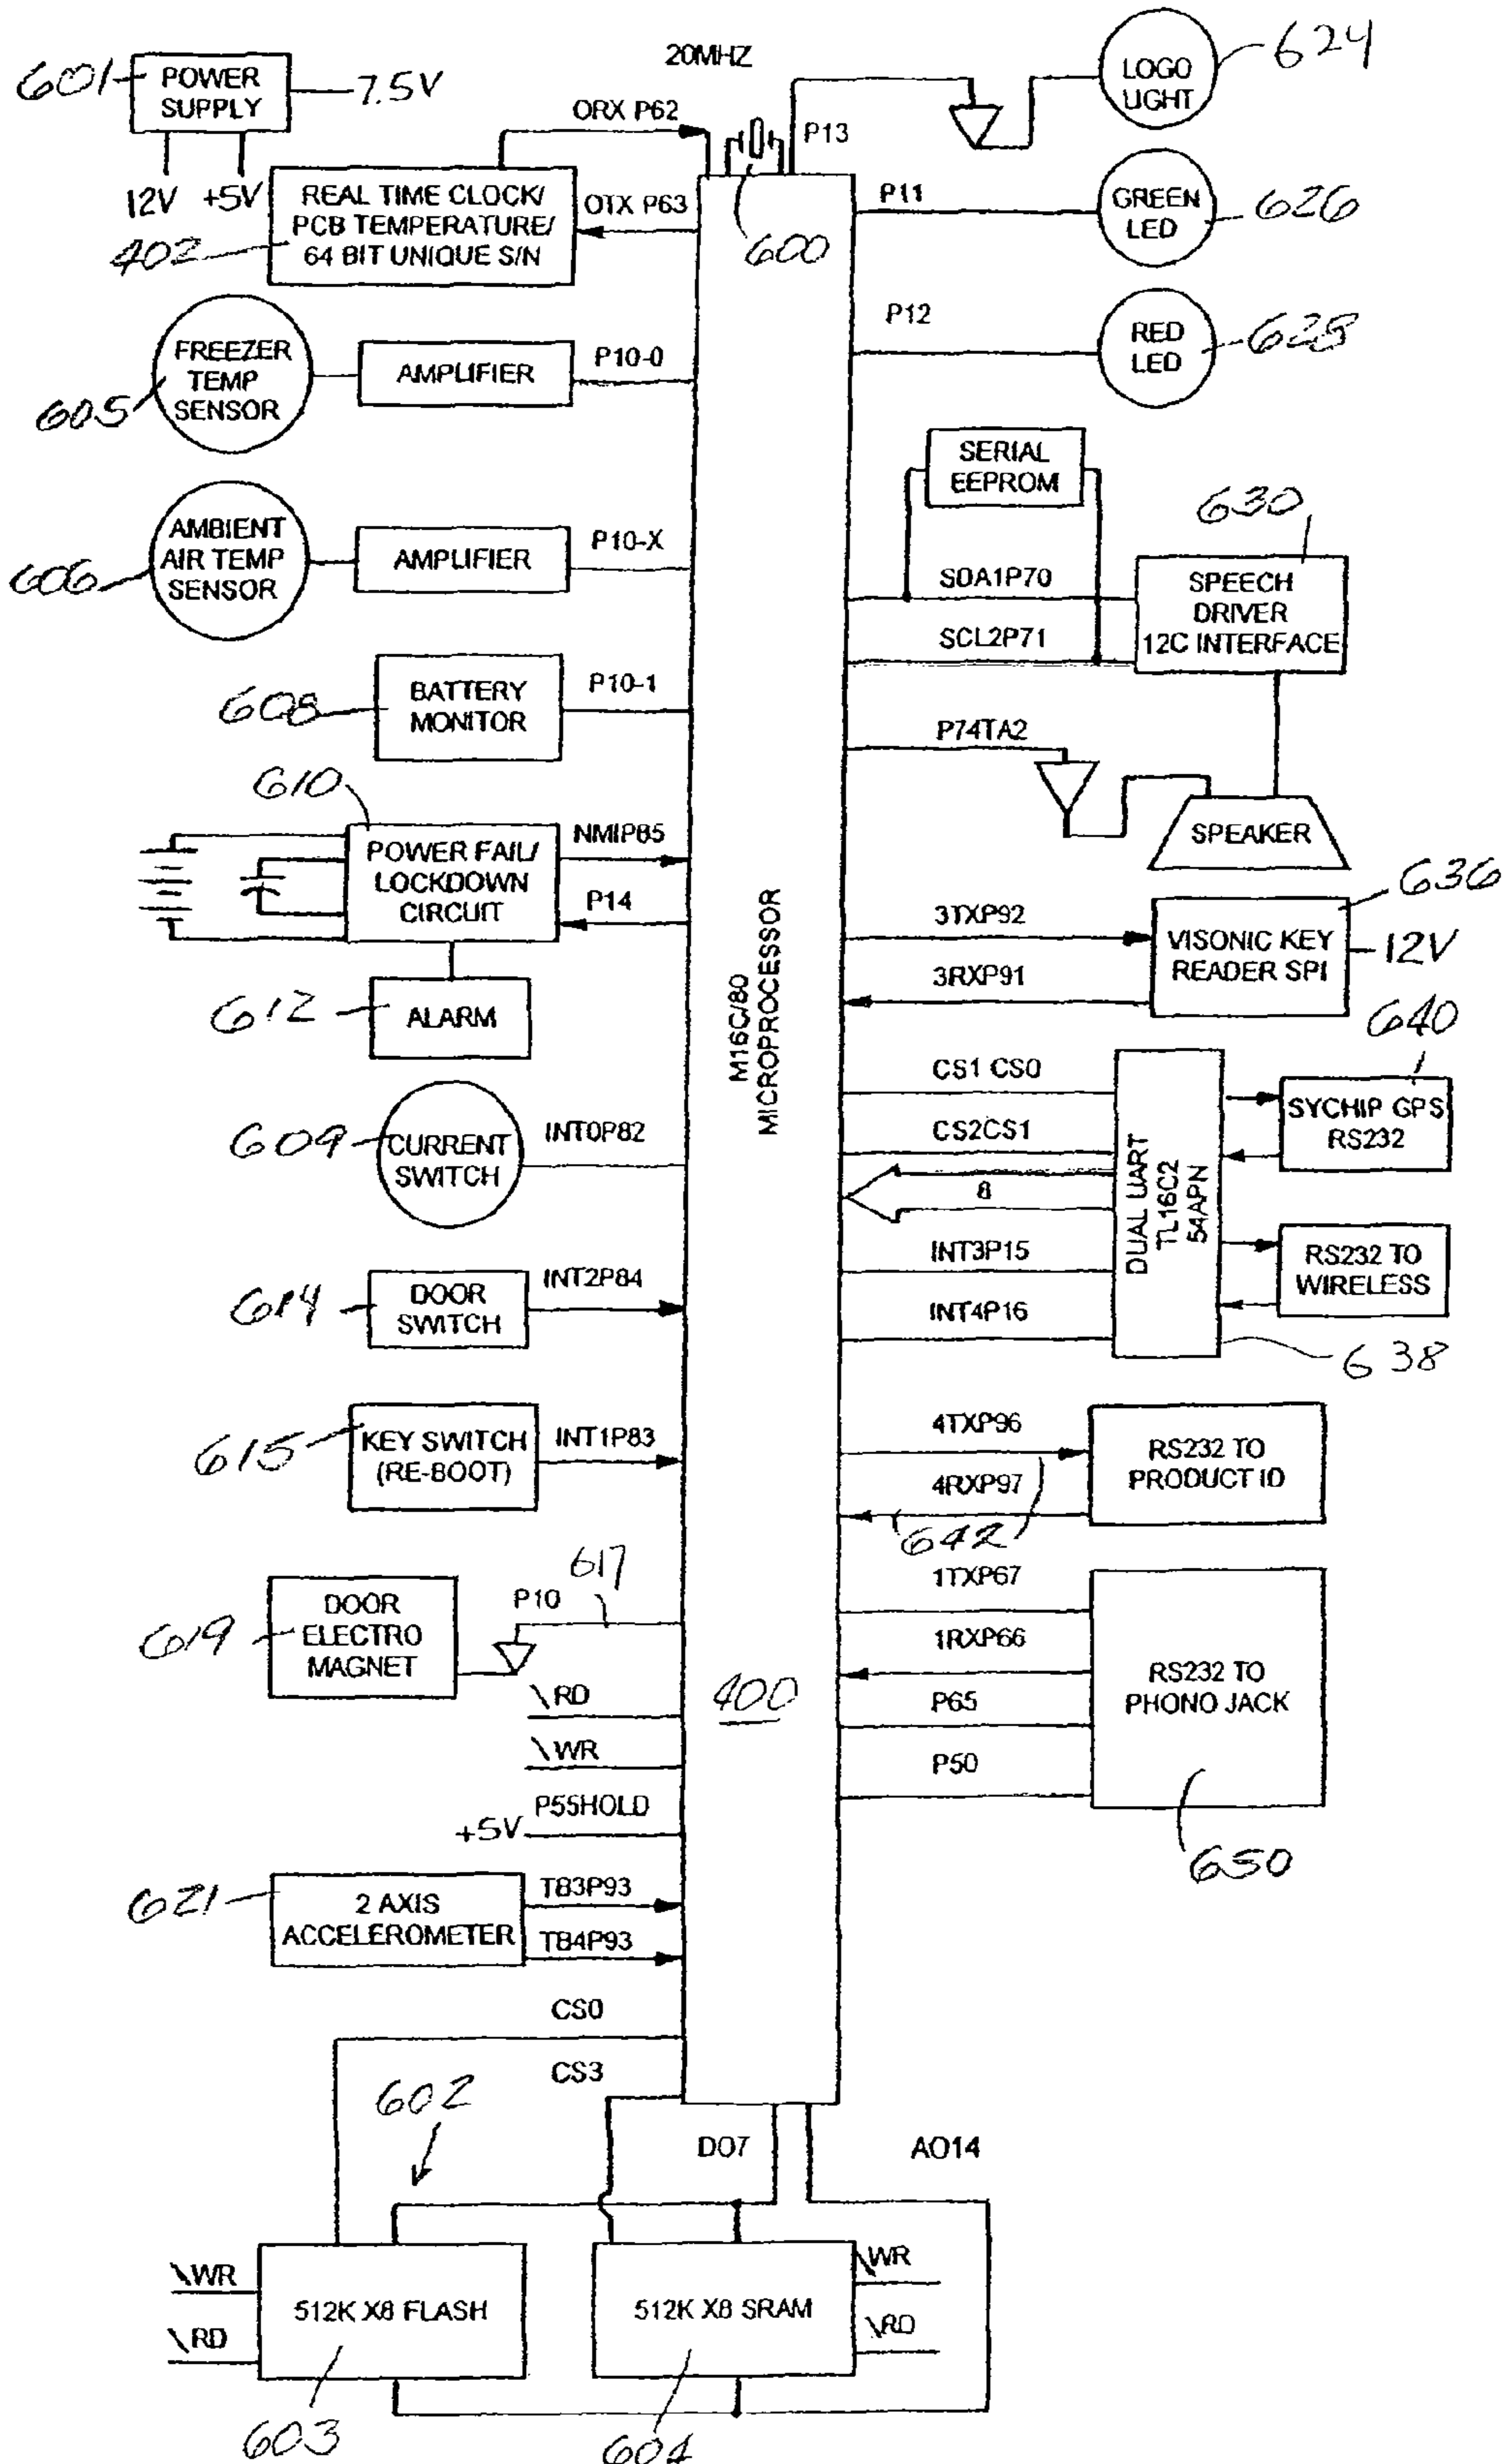 601
POWER
SUPPLY
7.5V
12V
+5V
20MHZ
ORX P62
P13
LOGO
LIGHT
624
REAL TIME CLOCK/
PCB TEMPERATURE/
64 BIT UNIQUE S/N
402
OTX P63
600
P11
GREEN
LED
626
FREEZER
TEMP
SENSOR
605
AMPLIFIER
P10-0
P12
RED
LED
628
SERIAL
EEPROM
AMBIENT
AIR TEMP
SENSOR
606
AMPLIFIER
P10-X
630
SDA1P70
SCL2P71
SPEECH
DRIVER
12C INTERFACE
608
BATTERY
MONITOR
P10-1
P74TA2
SPEAKER
610
POWER FAIL/
LOCKDOWN
CIRCUIT
NMIP85
P14
612
ALARM
M16C/80
MICROPROCESSOR
636
3TXP92
3RXP91
VISONIC KEY
READER SPI
12V
640
609
CURRENT
SWITCH
INT0P82
CS1 CS0
CS2CS1
8
INT3P15
INT4P16
DUAL UART
TL16C2
54APN
SYCHIP GPS
RS232
RS232 TO
WIRELESS
638
614
DOOR
SWITCH
INT2P84
615
KEY SWITCH
(RE-BOOT)
INT1P83
4TXP96
4RXP97
642
RS232 TO
PRODUCT ID
619
DOOR
ELECTRO
MAGNET
P10
617
\RD
\WR
P55HOLD
+5V
400
1TXP67
1RXP66
P65
P50
RS232 TO
PHONO JACK
650
621
2 AXIS
ACCELEROMETER
TB3P93
TB4P93
CS0
CS3
602
DO7
AO14
\WR
\RD
512K X8 FLASH
603
512K X8 SRAM
604
\WR
\RD